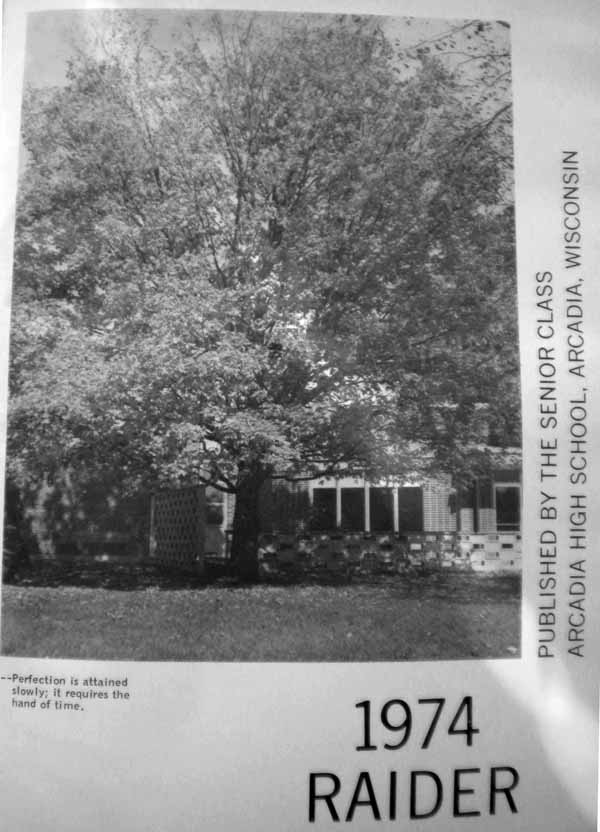 PUBLISHED BY THE SENIOR CLASS
ARCADIA HIGH SCHOOL, ARCADIA, WISCONSIN
--Perfection is attained
slowly; it requires the
hand of time.
1974
RAIDER